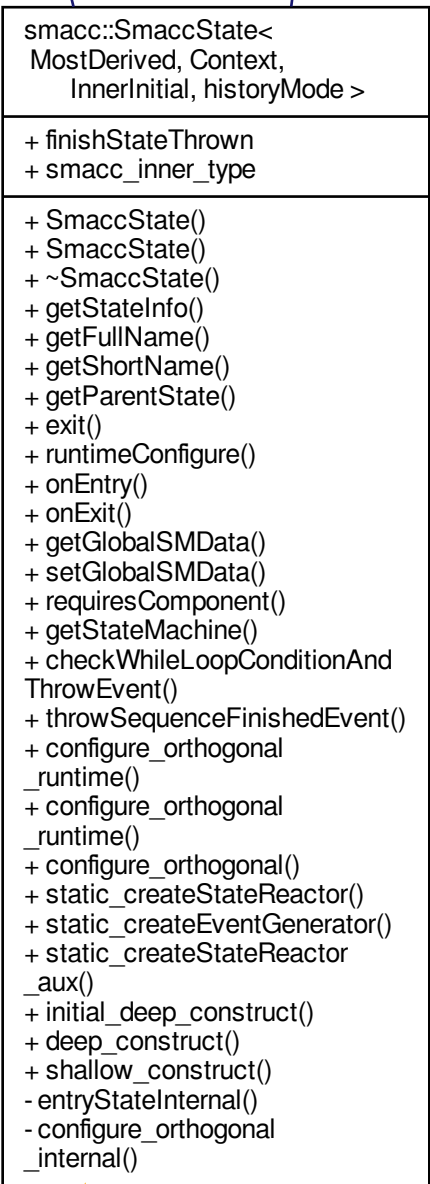 smacc::SmaccState<
MostDerived, Context,
InnerInitial, historyMode >
+ finishStateThrown
+ smacc_inner_type
+ SmaccState()
+ SmaccState()
+ ~SmaccState()
+ getStateInfo()
+ getFullName()
+ getShortName()
+ getParentState()
+ exit()
+ runtimeConfigure()
+ onEntry()
+ onExit()
+ getGlobalSMData()
+ setGlobalSMData()
+ requiresComponent()
+ getStateMachine()
+ checkWhileLoopConditionAnd
ThrowEvent()
+ throwSequenceFinishedEvent()
+ configure_orthogonal
_runtime()
+ configure_orthogonal
_runtime()
+ configure_orthogonal()
+ static_createStateReactor()
+ static_createEventGenerator()
+ static_createStateReactor
_aux()
+ initial_deep_construct()
+ deep_construct()
+ shallow_construct()
- entryStateInternal()
- configure_orthogonal
_internal()